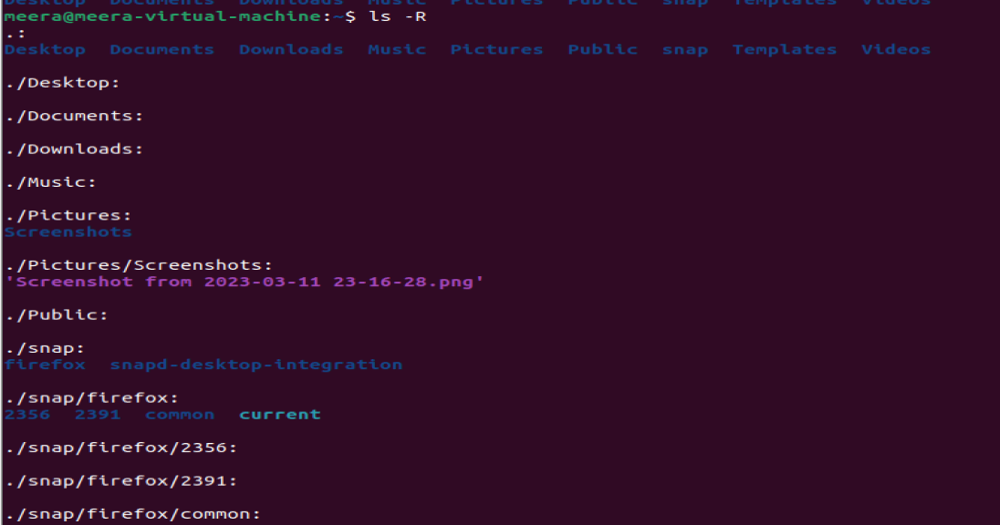 Desktop  Documents  Downloads  Music  Pictures  Public  snap  Templates  Videos
meera@meera-virtual-machine:~$ ls -R
.:
Desktop  Documents  Downloads  Music  Pictures  Public  snap  Templates  Videos
./Desktop:
./Documents:
./Downloads:
./Music:
./Pictures:
Screenshots
./Pictures/Screenshots:
'Screenshot from 2023-03-11 23-16-28.png'
./Public:
./snap:
firefox  snapd-desktop-integration
./snap/firefox:
2356  2391  common  current
./snap/firefox/2356:
./snap/firefox/2391:
./snap/firefox/common: